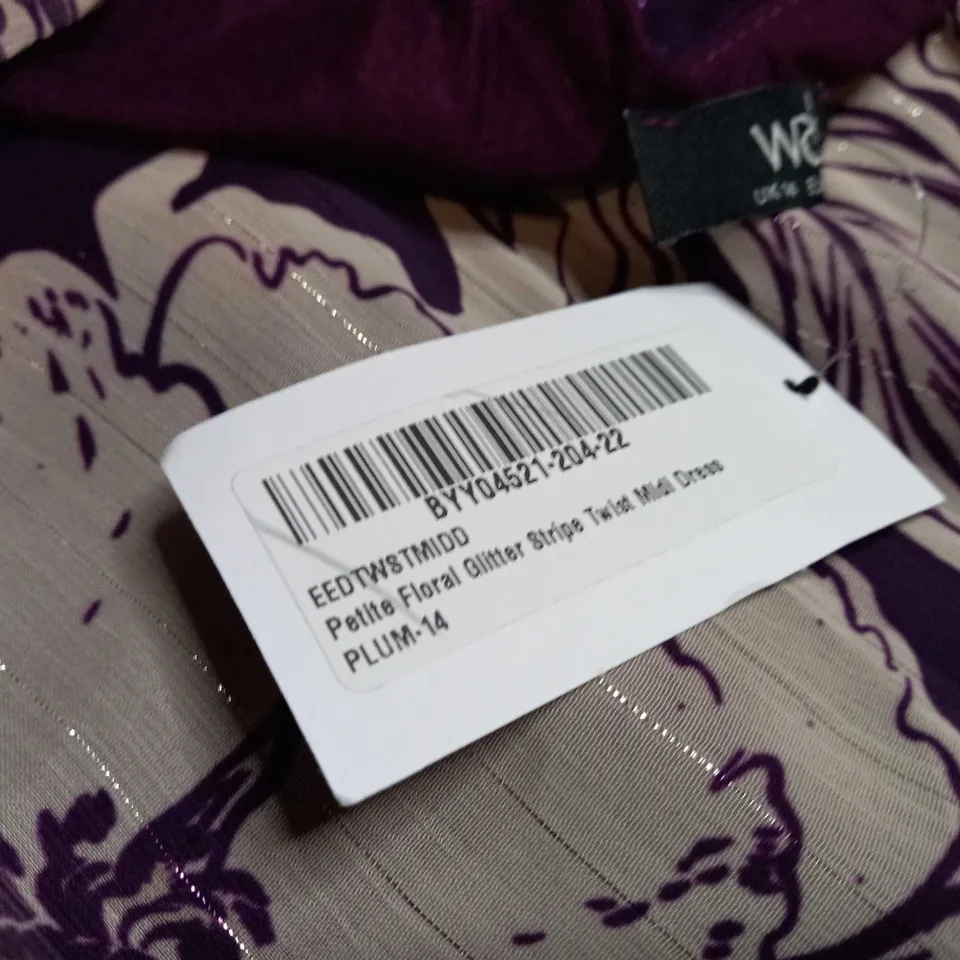 BYY04521-204-22
EEDTWSTMIDD
Petite Floral Glitter Stripe Twist Midi Dress
PLUM-14